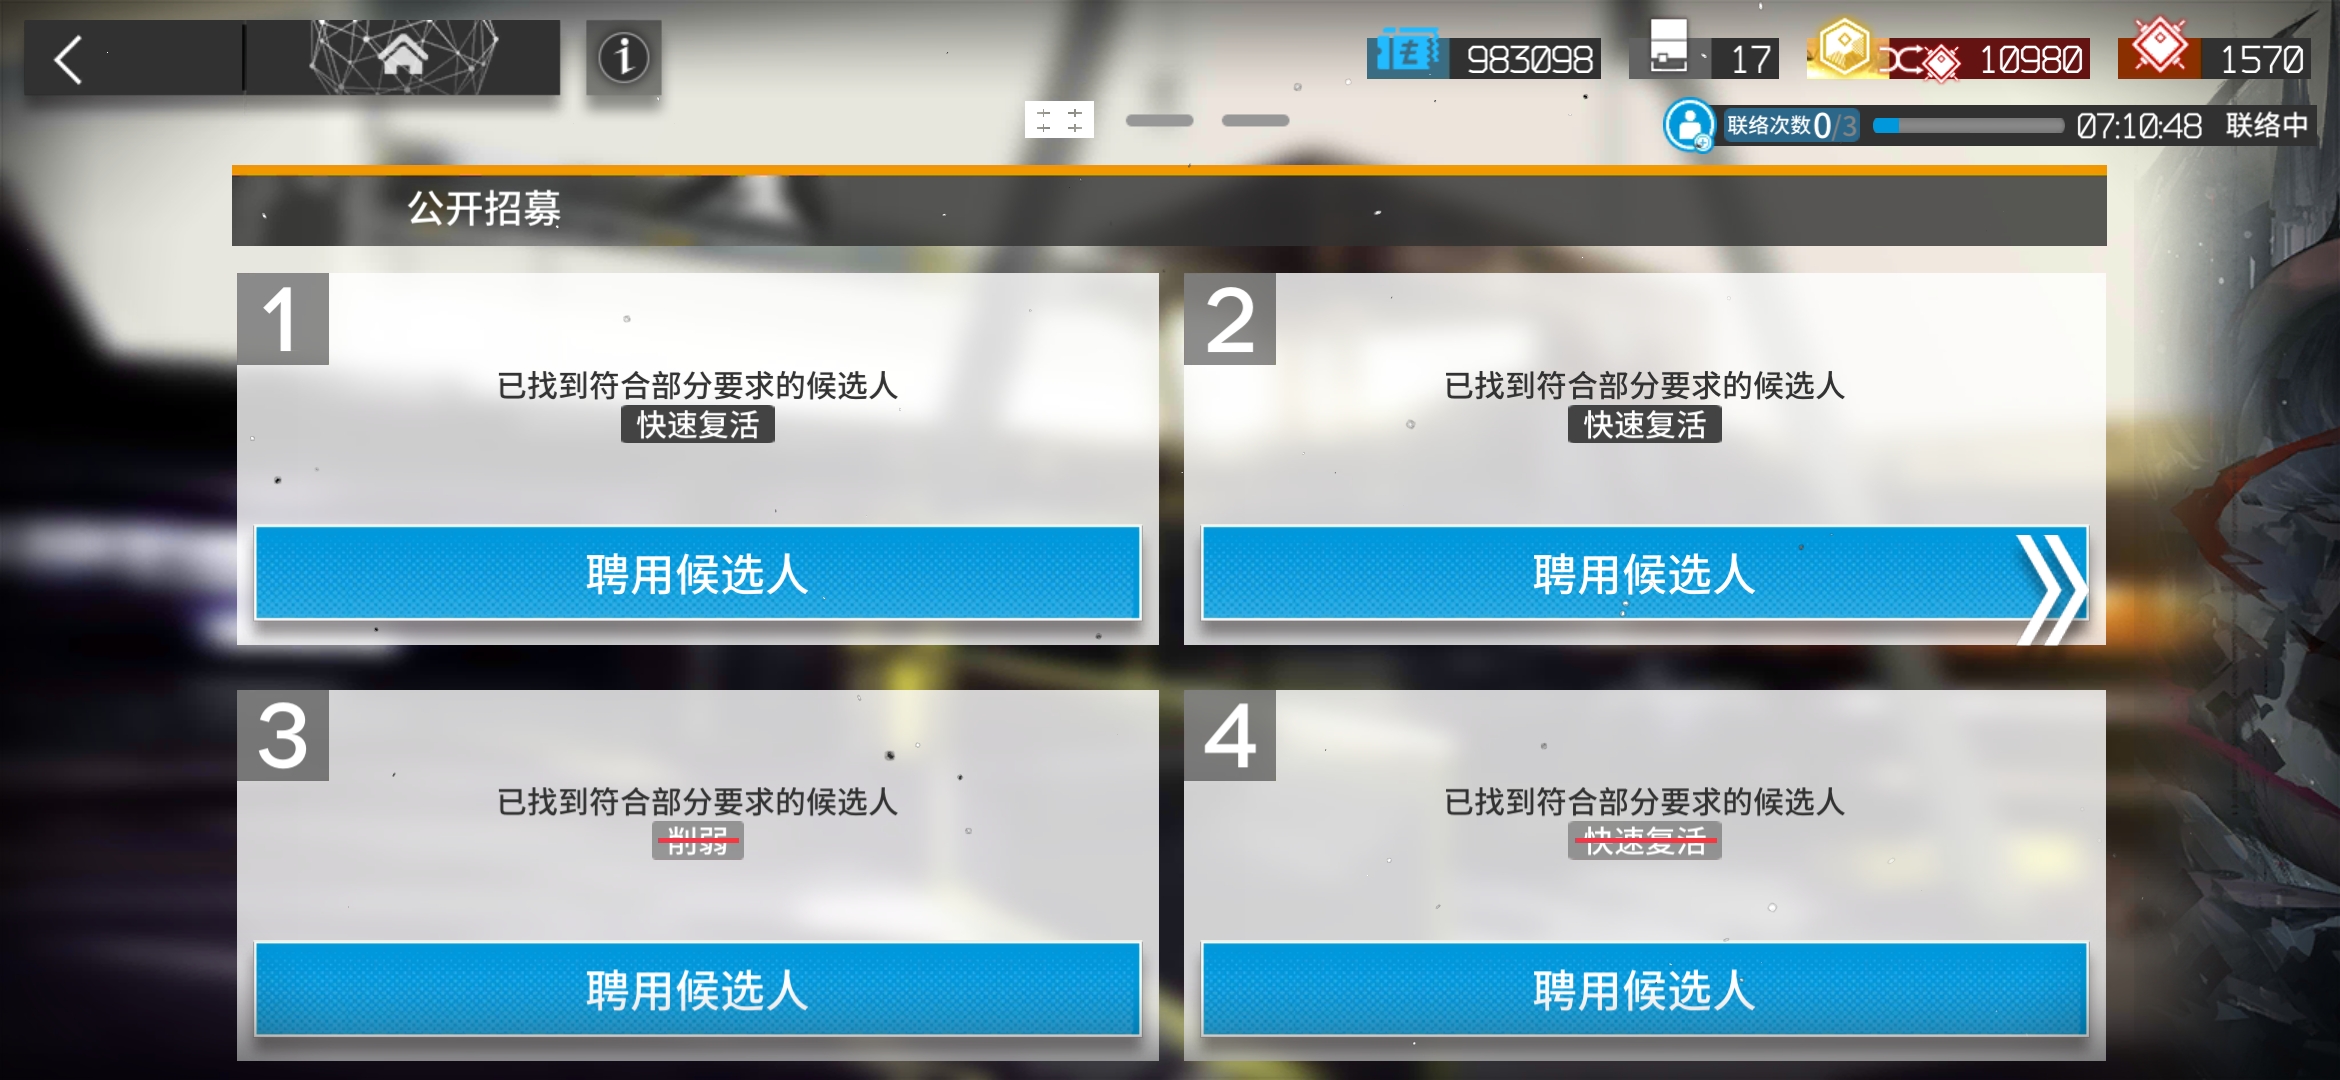 983098
17
10980
1570
联络次数0/3
07:10:48 联络中
公开招募
1
已找到符合部分要求的候选人
快速复活
聘用候选人
2
已找到符合部分要求的候选人
快速复活
聘用候选人
3
已找到符合部分要求的候选人
削弱
聘用候选人
4
已找到符合部分要求的候选人
快速复活
聘用候选人